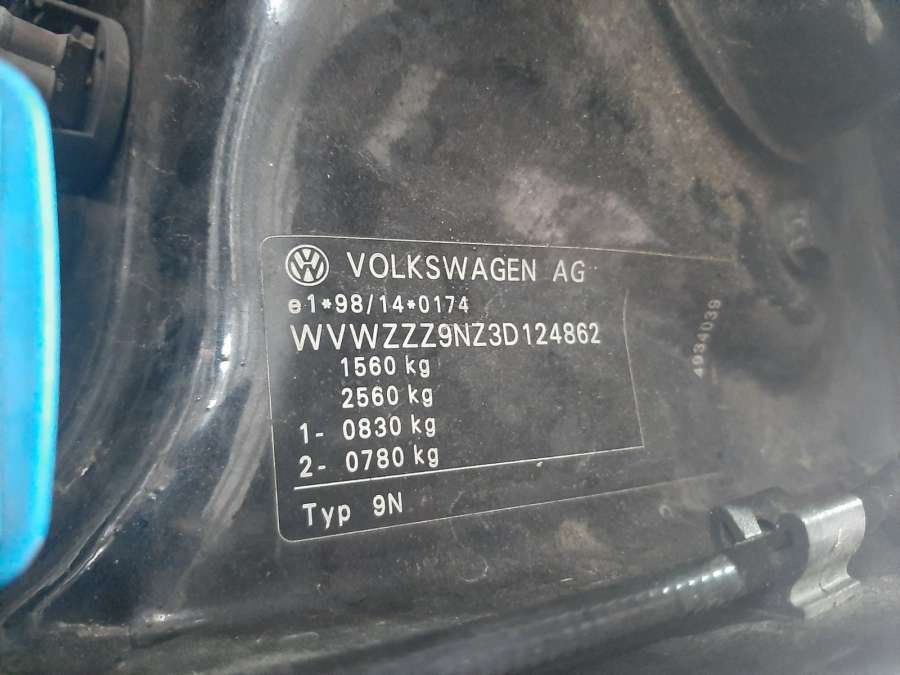 VOLKSWAGEN AG
e1*98/14*0174
WVWZZZ9NZ3D124862
1560 kg
2560 kg
1- 0830 kg
2- 0780 kg
Typ 9N
4934039